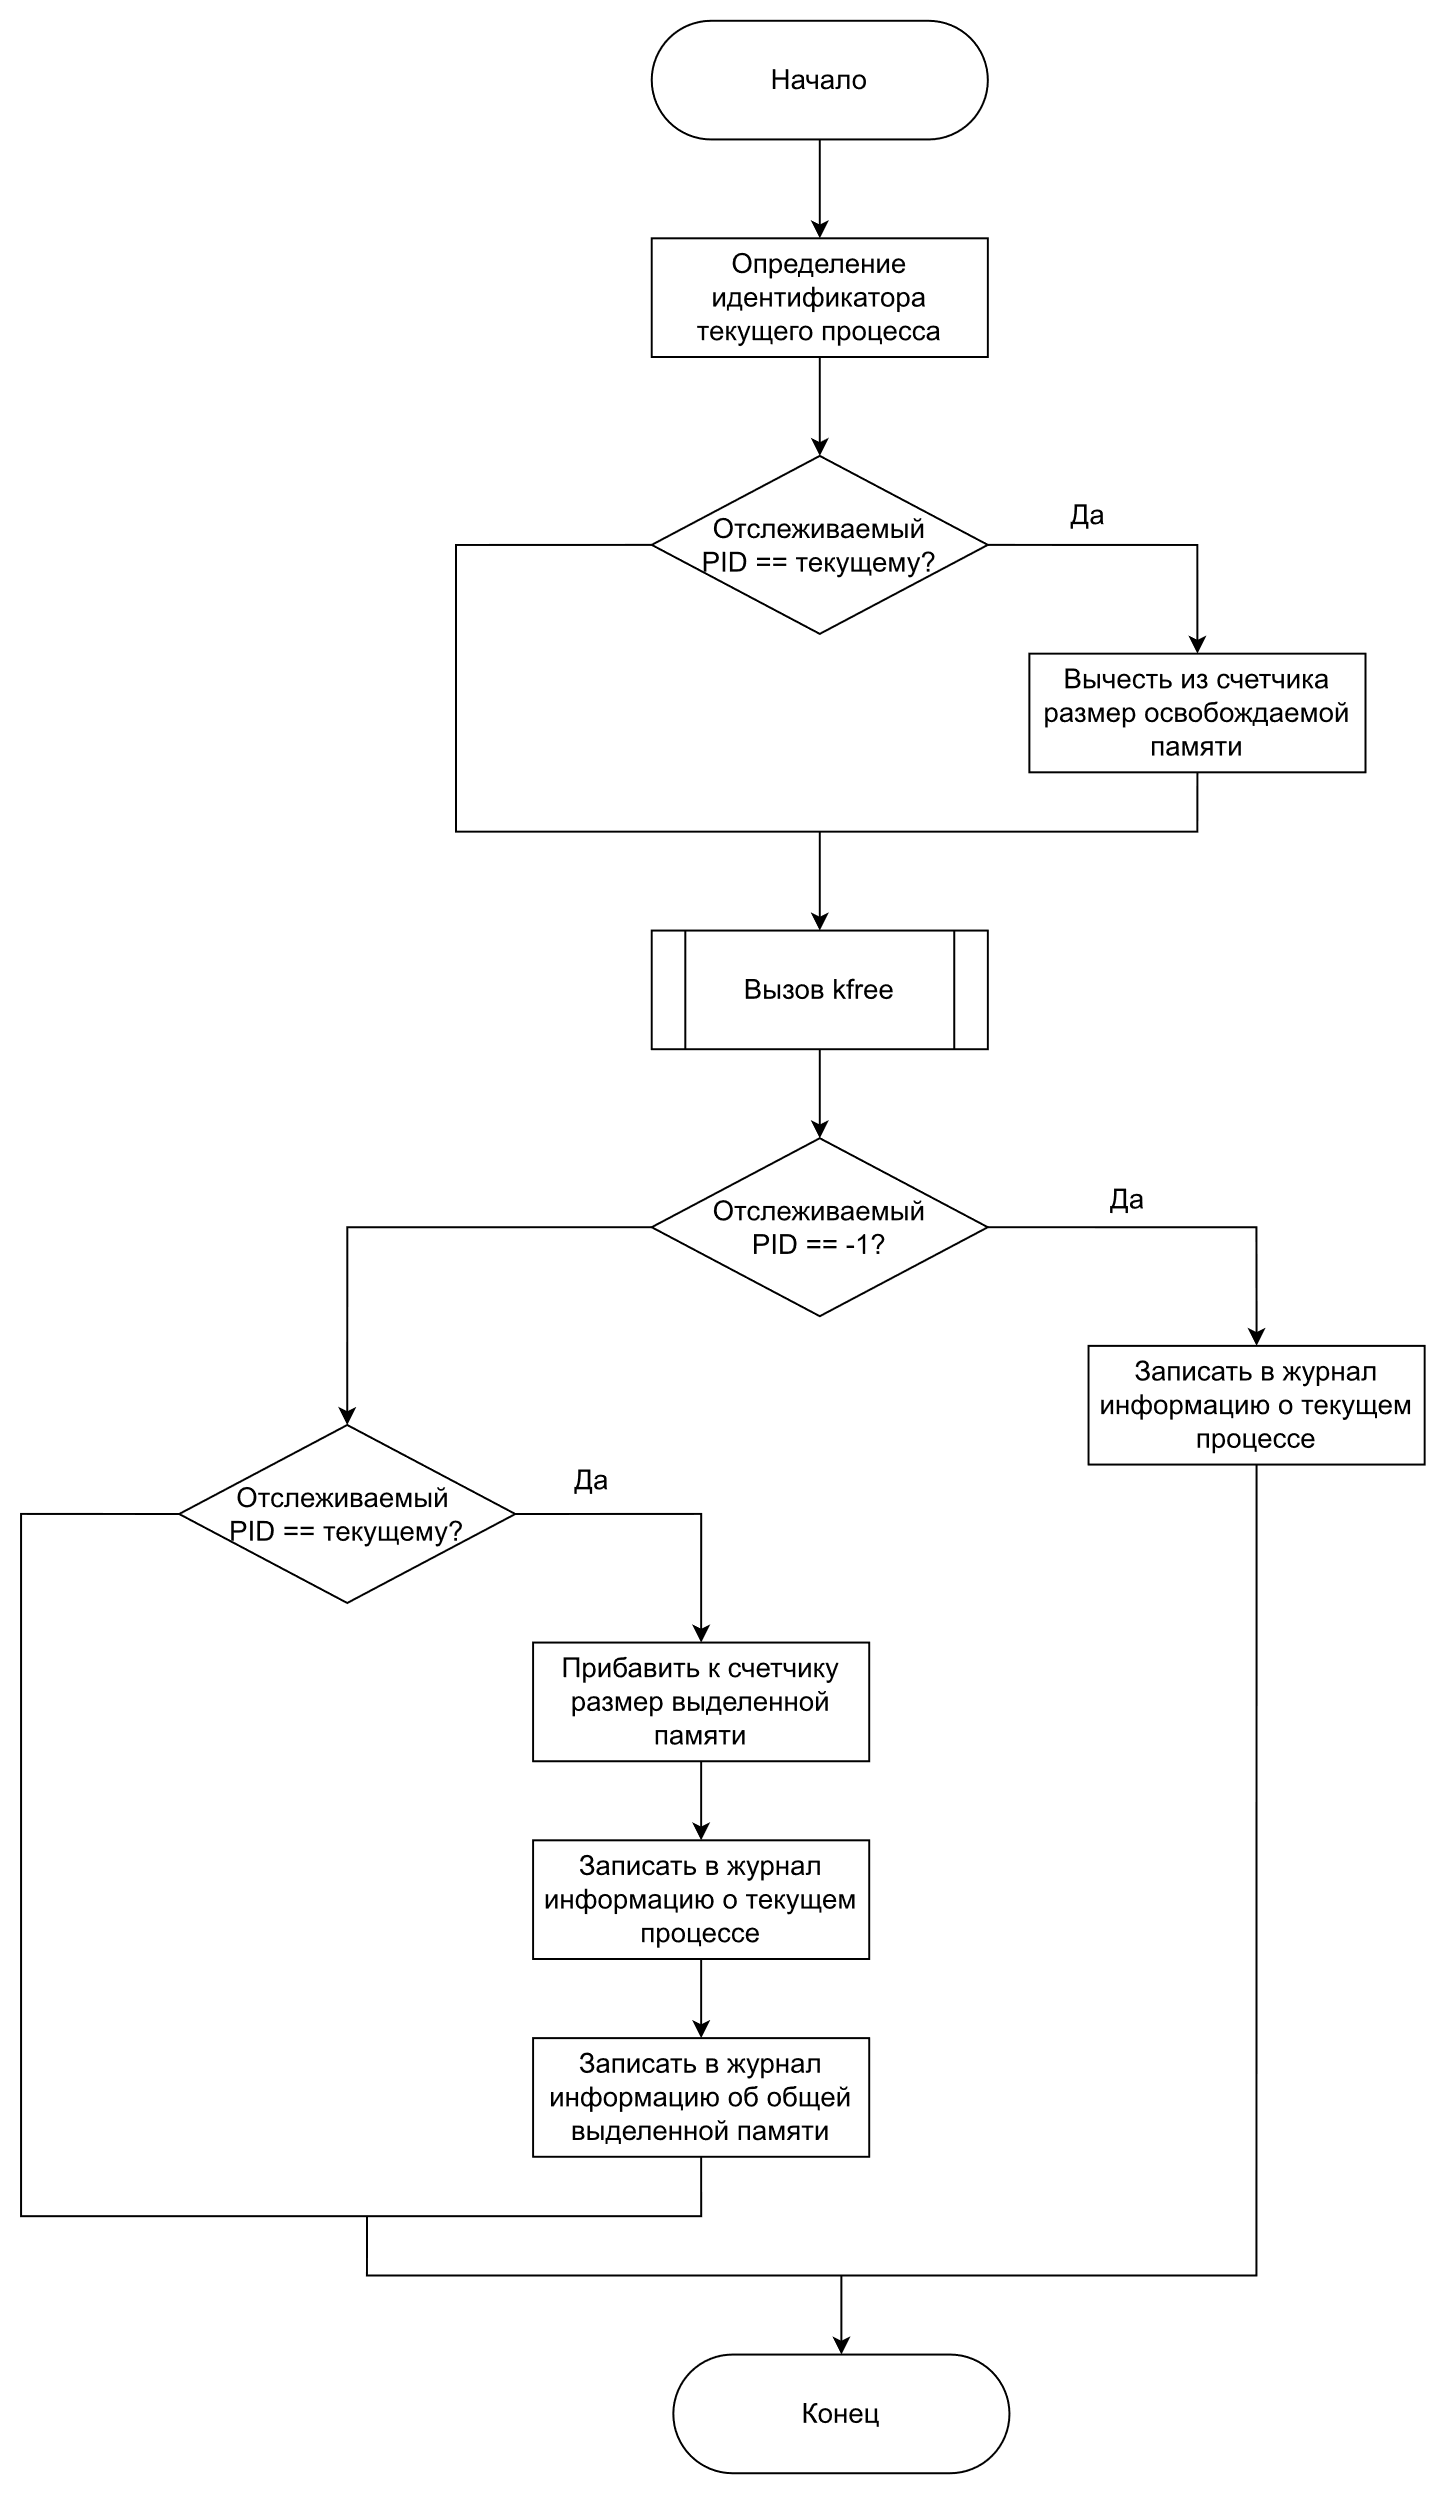 Начало
Определение
идентификатора
текущего процесса
Отслеживаемый
PID == текущему?
Да
Вычесть из счетчика
размер освобождаемой
памяти
Вызов kfree
Отслеживаемый
PID == -1?
Да
Записать в журнал
информацию о текущем
процессе
Отслеживаемый
PID == текущему?
Да
Прибавить к счетчику
размер выделенной
памяти
Записать в журнал
информацию о текущем
процессе
Записать в журнал
информацию об общей
выделенной памяти
Конец